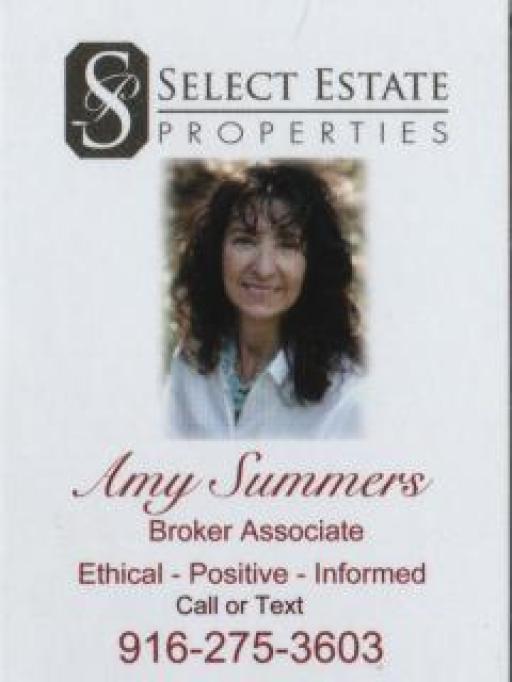 SELECT ESTATE
PROPERTIES
Amy Summers
Broker Associate
Ethical - Positive - Informed
Call or Text
916-275-3603